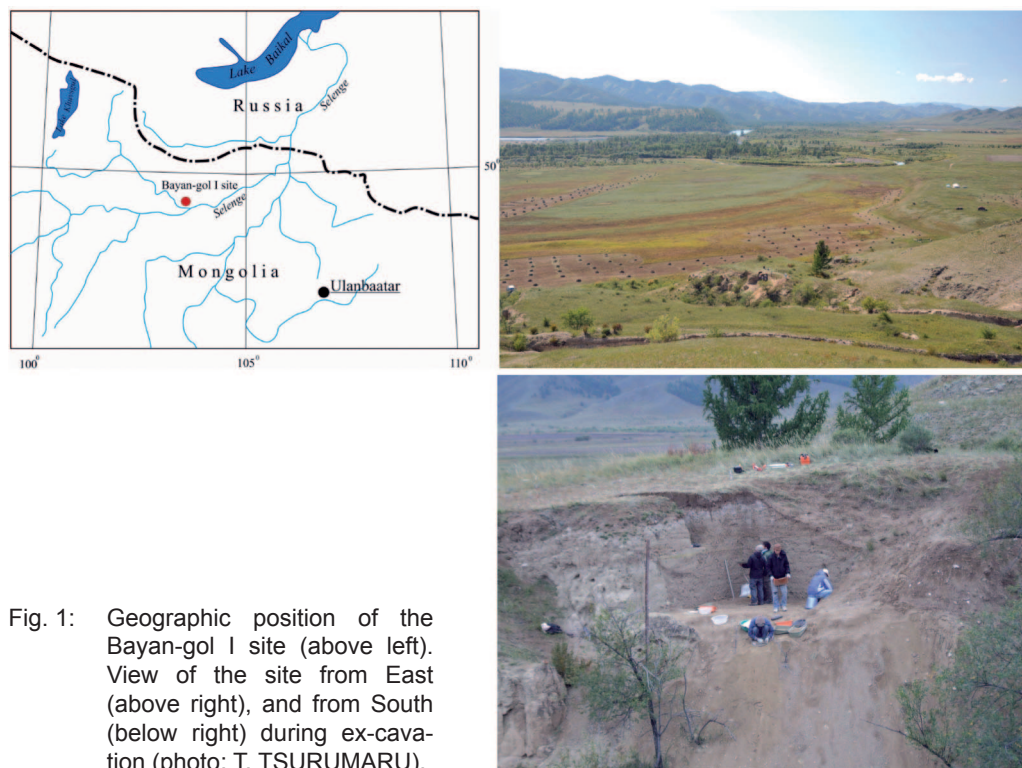 Lake Baikal
Russia
Selenge
50°
Bayan-gol I site
Selenge
Mongolia
Ulanbaatar
100°
105°
110°
Fig. 1: Geographic position of the
Bayan-gol I site (above left).
View of the site from East
(above right), and from South
(below right) during ex-cava-
tion (photo: T. TSURUMARU).